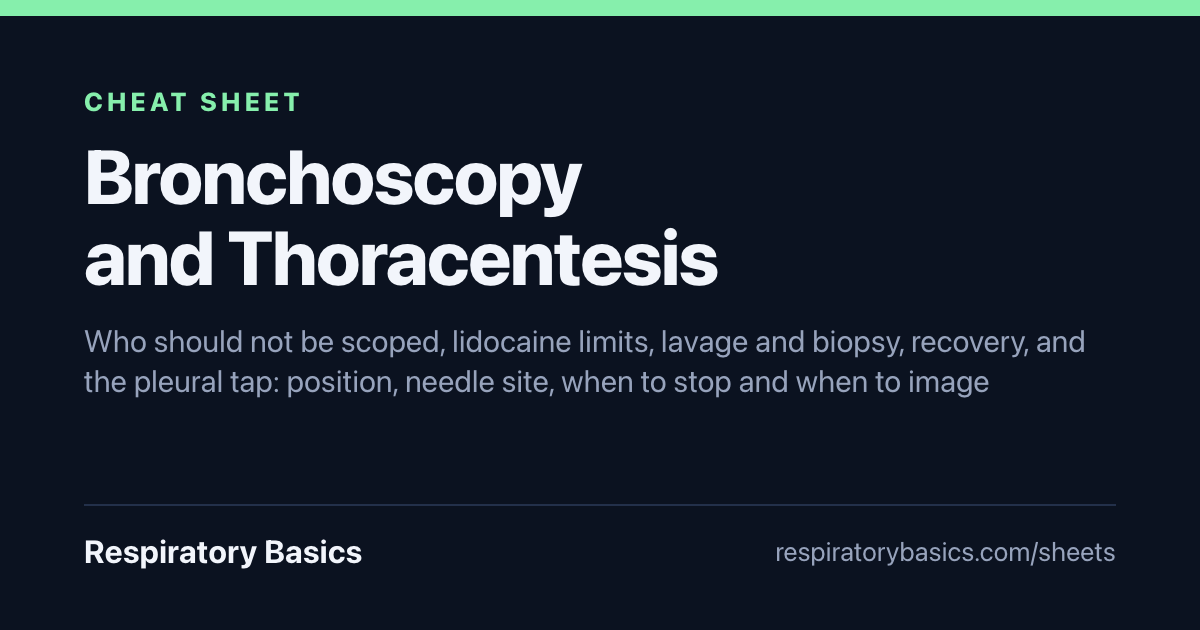 CHEAT SHEET
Bronchoscopy
and Thoracentesis
Who should not be scoped, lidocaine limits, lavage and biopsy, recovery, and
the pleural tap: position, needle site, when to stop and when to image
Respiratory Basics
respiratorybasics.com/sheets